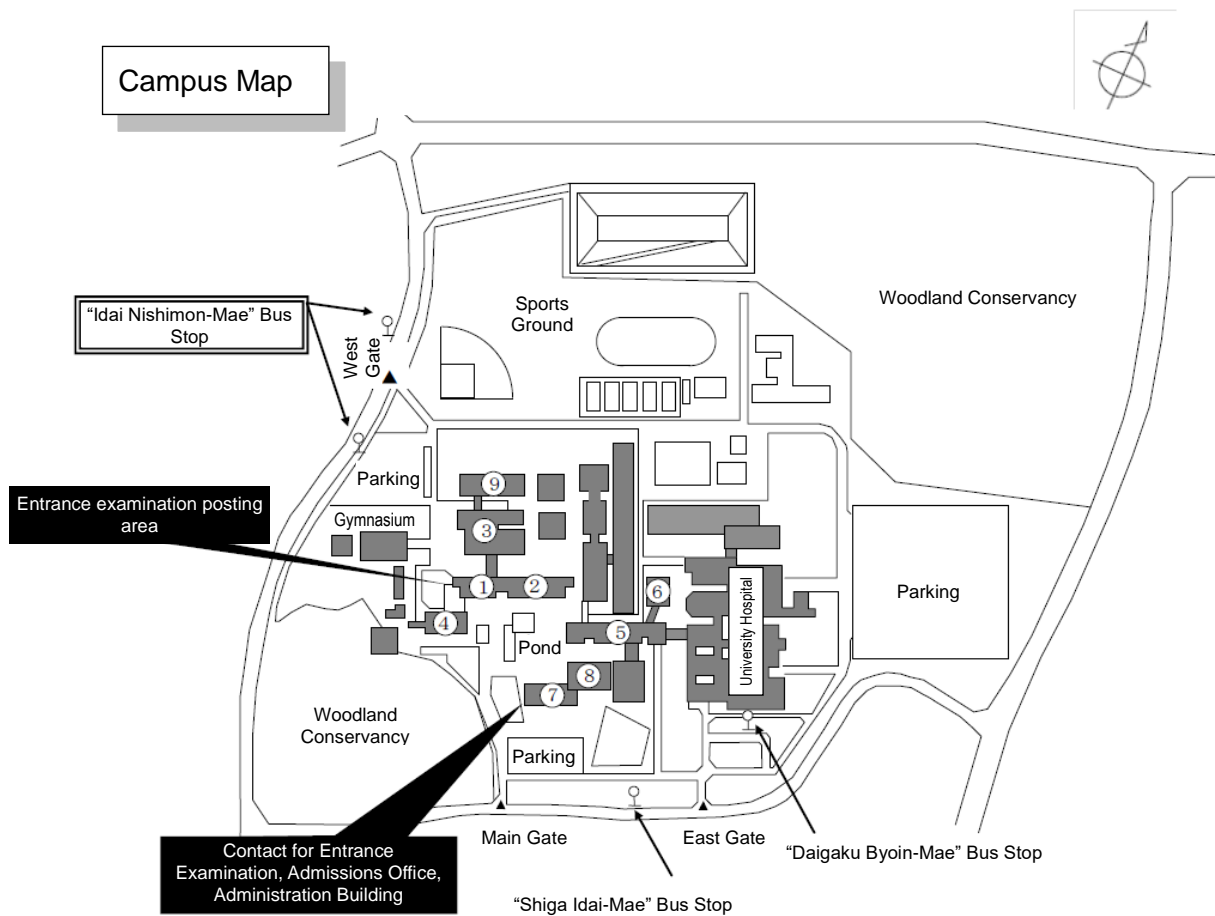 Campus Map
Woodland Conservancy
Sports
Ground
“Idai Nishimon-Mae” Bus
Stop
West
Gate
Parking
⑨
Entrance examination posting
area
Gymnasium
③
①
②
⑥
Parking
④
⑤
University Hospital
Pond
⑧
⑦
Woodland
Conservancy
Parking
Main Gate
East Gate
Contact for Entrance
Examination, Admissions Office,
Administration Building
“Daigaku Byoin-Mae” Bus Stop
“Shiga Idai-Mae” Bus Stop